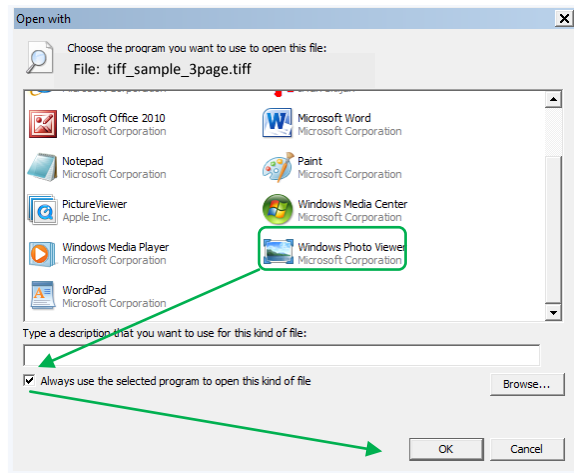 Open with
Choose the program you want to use to open this file:
File: tiff_sample_3page.tiff
Microsoft Office 2010
Microsoft Corporation
Microsoft Word
Microsoft Corporation
Notepad
Microsoft Corporation
Paint
Microsoft Corporation
PictureViewer
Apple Inc.
Windows Media Center
Microsoft Corporation
Windows Media Player
Microsoft Corporation
Windows Photo Viewer
Microsoft Corporation
WordPad
Microsoft Corporation
Type a description that you want to use for this kind of file:
Always use the selected program to open this kind of file
Browse...
OK
Cancel